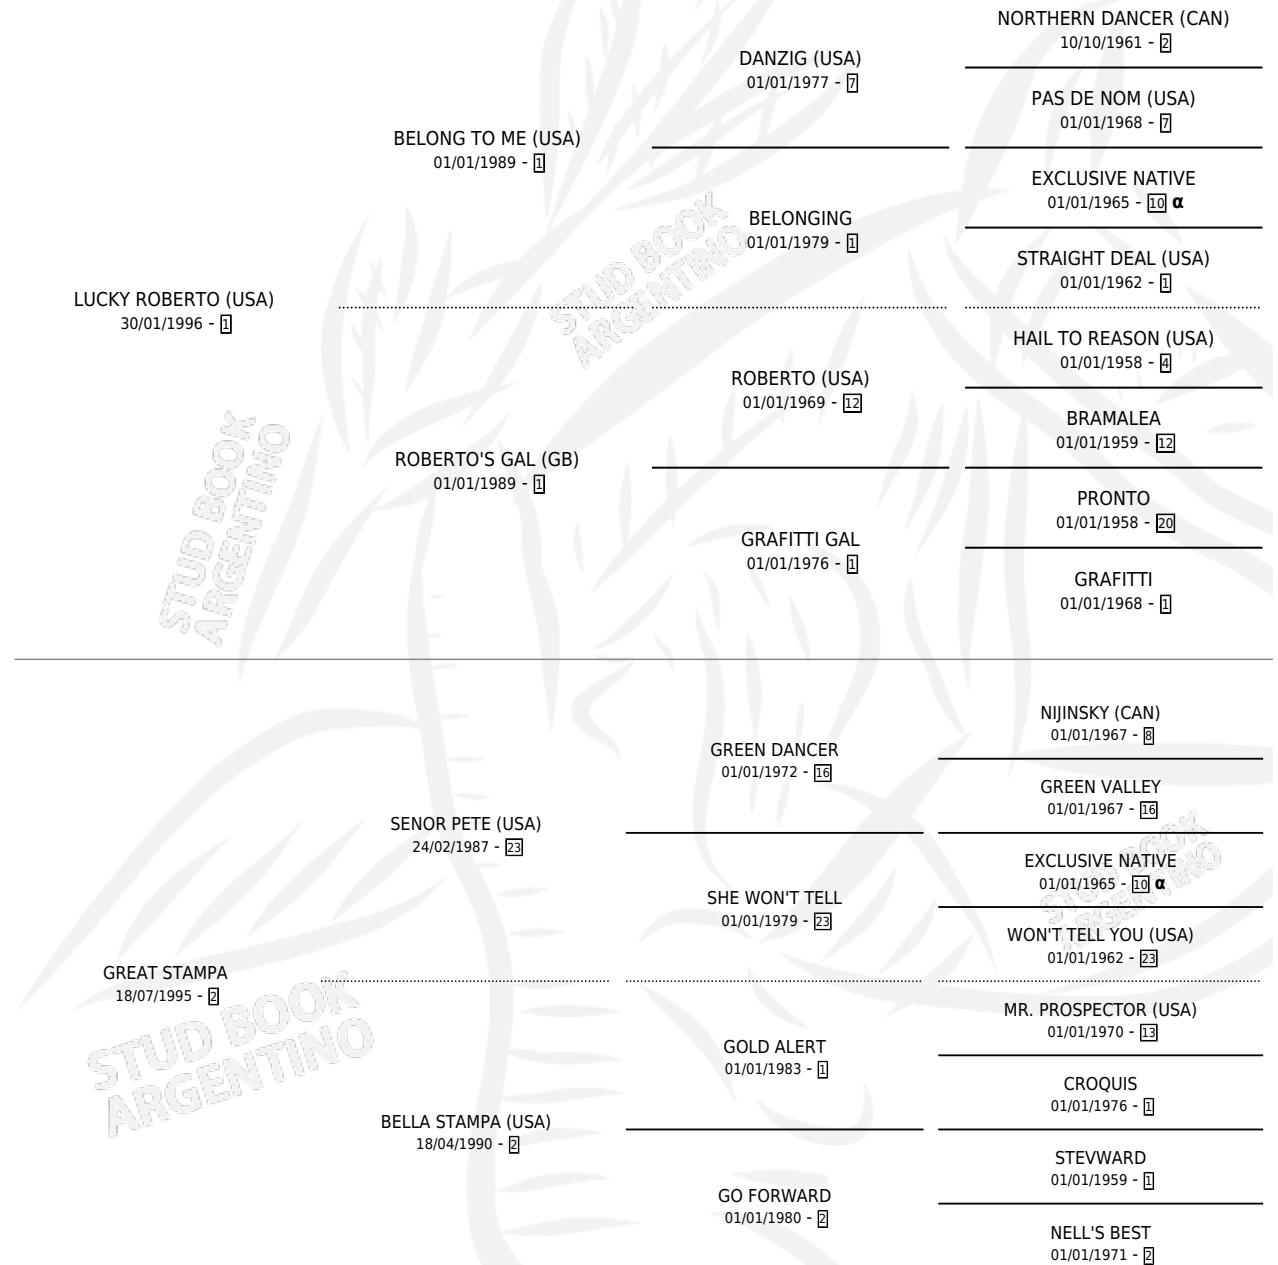 NORTHERN DANCER (CAN)
10/10/1961 - 2
DANZIG (USA)
01/01/1977 - 7
PAS DE NOM (USA)
01/01/1968 - 7
BELONG TO ME (USA)
01/01/1989 - 1
EXCLUSIVE NATIVE
01/01/1965 - 10 α
BELONGING
01/01/1979 - 1
STRAIGHT DEAL (USA)
01/01/1962 - 1
LUCKY ROBERTO (USA)
30/01/1996 - 1
HAIL TO REASON (USA)
01/01/1958 - 4
ROBERTO (USA)
01/01/1969 - 12
BRAMALEA
01/01/1959 - 12
ROBERTO'S GAL (GB)
01/01/1989 - 1
PRONTO
01/01/1958 - 20
GRAFITTI GAL
01/01/1976 - 1
GRAFITTI
01/01/1968 - 1
NIJINSKY (CAN)
01/01/1967 - 8
GREEN DANCER
01/01/1972 - 16
GREEN VALLEY
01/01/1967 - 16
SENOR PETE (USA)
24/02/1987 - 23
EXCLUSIVE NATIVE
01/01/1965 - 10 α
SHE WON'T TELL
01/01/1979 - 23
WON'T TELL YOU (USA)
01/01/1962 - 23
GREAT STAMPA
18/07/1995 - 2
MR. PROSPECTOR (USA)
01/01/1970 - 13
GOLD ALERT
01/01/1983 - 1
CROQUIS
01/01/1976 - 1
BELLA STAMPA (USA)
18/04/1990 - 2
STEVWARD
01/01/1959 - 1
GO FORWARD
01/01/1980 - 2
NELL'S BEST
01/01/1971 - 2
STUD BOOK
ARGENTINO
STUD BOOK
ARGENTINO
STUD BOOK
ARGENTINO
STUD BOOK
ARGENTINO